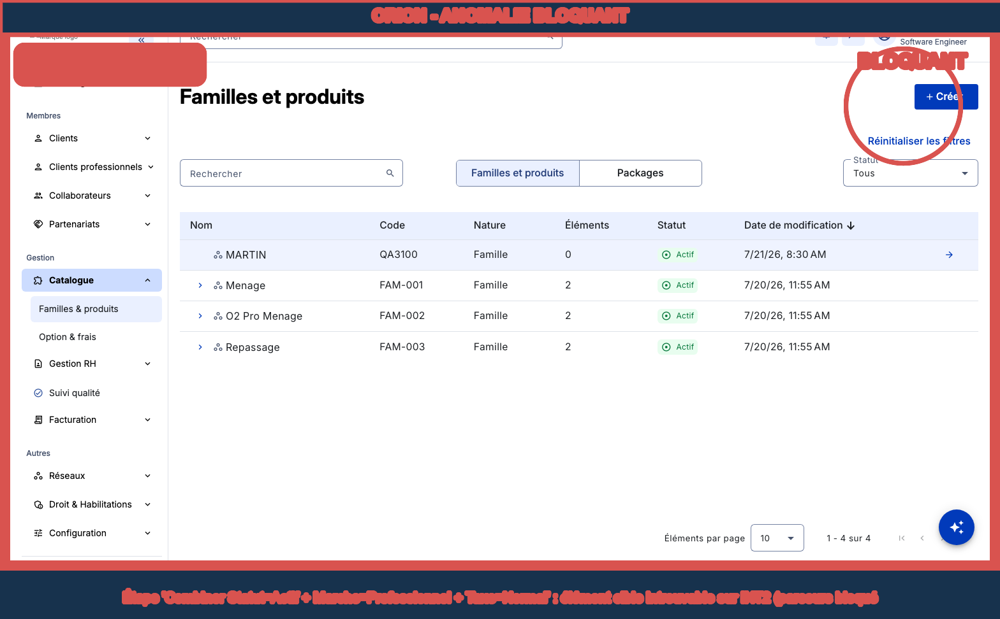 ORION - ANOMALIE BLOQUANT
Marque logo
Rechercher
Software Engineer
BLOQUANT
Familles et produits
+ Créer
Réinitialiser les filtres
Rechercher
Familles et produits
Packages
Statut
Tous
Membres
Clients
Clients professionnels
Collaborateurs
Partenariats
Gestion
Catalogue
Familles & produits
Option & frais
Gestion RH
Suivi qualité
Facturation
Autres
Réseaux
Droit & Habilitations
Configuration
Nom Code Nature Éléments Statut Date de modification
MARTIN QA3100 Famille 0 Actif 7/21/26, 8:30 AM
Menage FAM-001 Famille 2 Actif 7/20/26, 11:55 AM
O2 Pro Menage FAM-002 Famille 2 Actif 7/20/26, 11:55 AM
Repassage FAM-003 Famille 2 Actif 7/20/26, 11:55 AM
Éléments par page 10 1 - 4 sur 4
Étape 'Combiner Statut=Actif + Marche=Professionnel + Taux=Normal' : élément cible introuvable sur INT2 (parcours bloqué